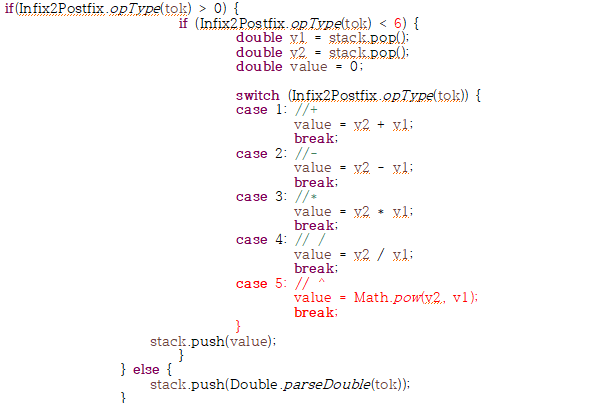 if(Infix2Postfix.opType(tok) > 0) {
if (Infix2Postfix.opType(tok) < 6) {
double v1 = stack.pop();
double v2 = stack.pop();
double value = 0;
switch (Infix2Postfix.opType(tok)) {
case 1: //+
value = v2 + v1;
break;
case 2: //-
value = v2 - v1;
break;
case 3: //*
value = v2 * v1;
break;
case 4: // /
value = v2 / v1;
break;
case 5: // ^
value = Math.pow(v2, v1);
break;
}
stack.push(value);
}
} else {
stack.push(Double.parseDouble(tok));
}